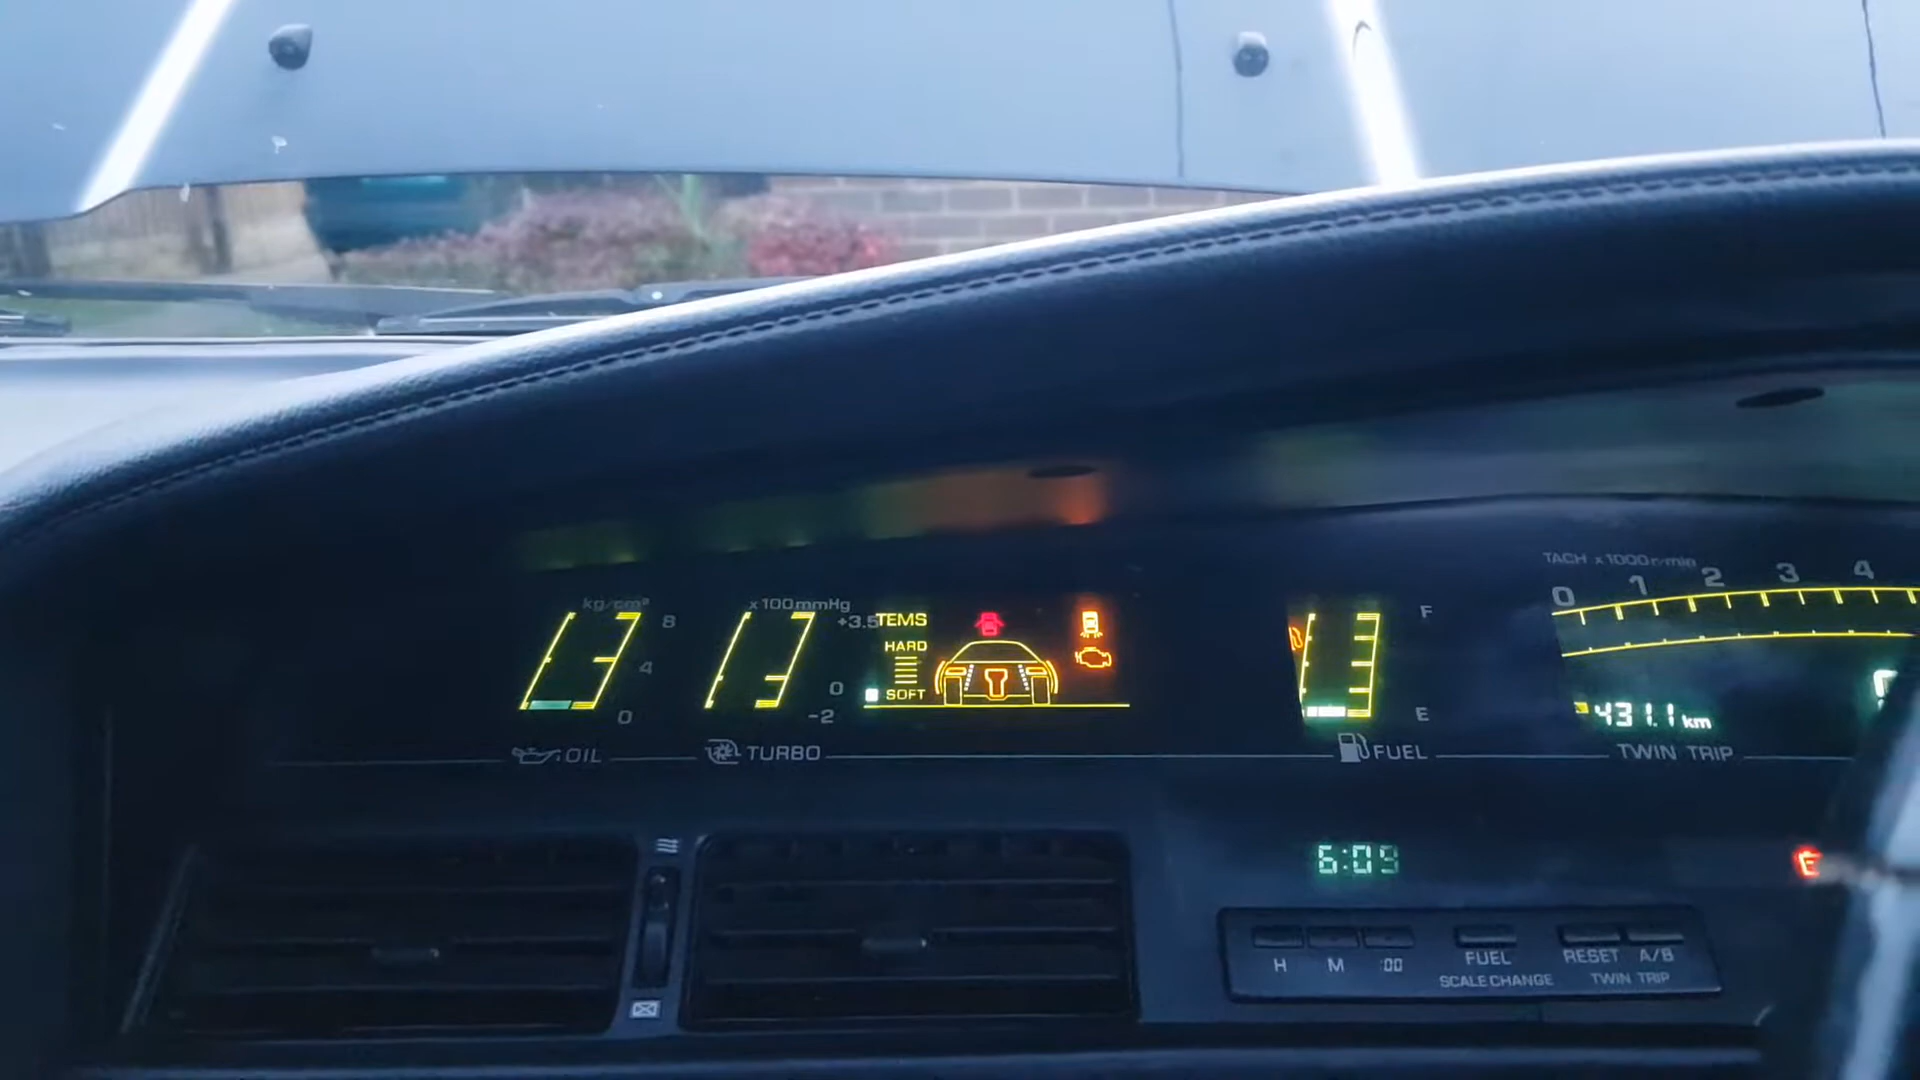 TACH x1000r/min
0 1 2 3 4
kg/cm²
8
4
0
OIL
x100mmHg
+3.5
0
-2
TURBO
TEMS
HARD
SOFT
F
E
FUEL
431.1 km
TWIN TRIP
6:09
E
H M :00
FUEL
SCALE CHANGE
RESET A/B
TWIN TRIP